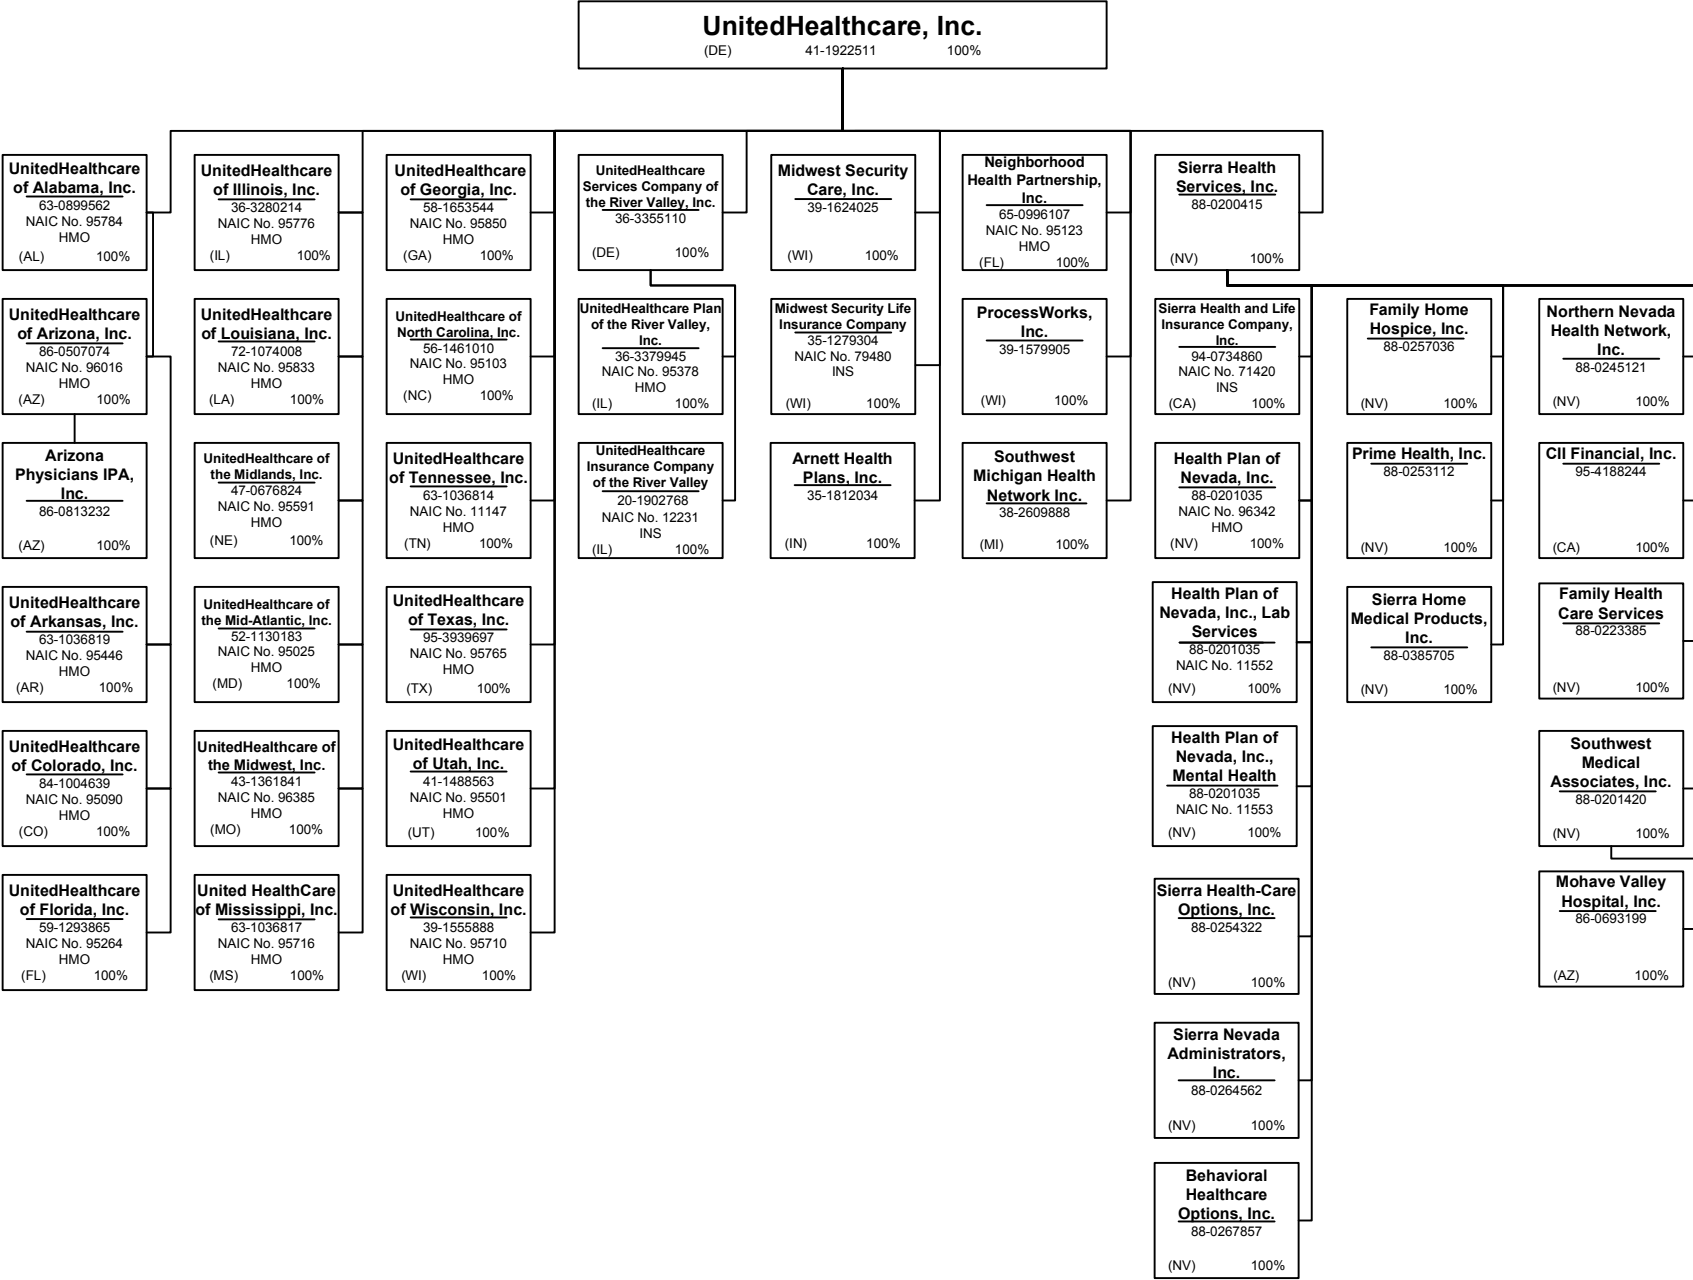 UnitedHealthcare, Inc.
(DE) 41-1922511 100%
UnitedHealthcare
of Alabama, Inc.
63-0899562
NAIC No. 95784
HMO
(AL) 100%
UnitedHealthcare
of Illinois, Inc.
36-3280214
NAIC No. 95776
HMO
(IL) 100%
UnitedHealthcare
of Georgia, Inc.
58-1653544
NAIC No. 95850
HMO
(GA) 100%
UnitedHealthcare
Services Company of
the River Valley, Inc.
36-3355110
(DE) 100%
Midwest Security
Care, Inc.
39-1624025
(WI) 100%
Neighborhood
Health Partnership,
Inc.
65-0996107
NAIC No. 95123
HMO
(FL) 100%
Sierra Health
Services, Inc.
88-0200415
(NV) 100%
UnitedHealthcare
of Arizona, Inc.
86-0507074
NAIC No. 96016
HMO
(AZ) 100%
UnitedHealthcare
of Louisiana, Inc.
72-1074008
NAIC No. 95833
HMO
(LA) 100%
UnitedHealthcare of
North Carolina, Inc.
56-1461010
NAIC No. 95103
HMO
(NC) 100%
UnitedHealthcare Plan
of the River Valley,
Inc.
36-3379945
NAIC No. 95378
HMO
(IL) 100%
Midwest Security Life
Insurance Company
35-1279304
NAIC No. 79480
INS
(WI) 100%
ProcessWorks,
Inc.
39-1579905
(WI) 100%
Sierra Health and Life
Insurance Company,
Inc.
94-0734860
NAIC No. 71420
INS
(CA) 100%
Family Home
Hospice, Inc.
88-0257036
(NV) 100%
Northern Nevada
Health Network,
Inc.
88-0245121
(NV) 100%
Arizona
Physicians IPA,
Inc.
86-0813232
(AZ) 100%
UnitedHealthcare of
the Midlands, Inc.
47-0676824
NAIC No. 95591
HMO
(NE) 100%
UnitedHealthcare
of Tennessee, Inc.
63-1036814
NAIC No. 11147
HMO
(TN) 100%
UnitedHealthcare
Insurance Company
of the River Valley
20-1902768
NAIC No. 12231
INS
(IL) 100%
Arnett Health
Plans, Inc.
35-1812034
(IN) 100%
Southwest
Michigan Health
Network Inc.
38-2609888
(MI) 100%
Health Plan of
Nevada, Inc.
88-0201035
NAIC No. 96342
HMO
(NV) 100%
Prime Health, Inc.
88-0253112
(NV) 100%
CII Financial, Inc.
95-4188244
(CA) 100%
UnitedHealthcare
of Arkansas, Inc.
63-1036819
NAIC No. 95446
HMO
(AR) 100%
UnitedHealthcare of
the Mid-Atlantic, Inc.
52-1130183
NAIC No. 95025
HMO
(MD) 100%
UnitedHealthcare
of Texas, Inc.
95-3939697
NAIC No. 95765
HMO
(TX) 100%
Health Plan of
Nevada, Inc., Lab
Services
88-0201035
NAIC No. 11552
(NV) 100%
Sierra Home
Medical Products,
Inc.
88-0385705
(NV) 100%
Family Health
Care Services
88-0223385
(NV) 100%
UnitedHealthcare
of Colorado, Inc.
84-1004639
NAIC No. 95090
HMO
(CO) 100%
UnitedHealthcare of
the Midwest, Inc.
43-1361841
NAIC No. 96385
HMO
(MO) 100%
UnitedHealthcare
of Utah, Inc.
41-1488563
NAIC No. 95501
HMO
(UT) 100%
Health Plan of
Nevada, Inc.,
Mental Health
88-0201035
NAIC No. 11553
(NV) 100%
Southwest
Medical
Associates, Inc.
88-0201420
(NV) 100%
UnitedHealthcare
of Florida, Inc.
59-1293865
NAIC No. 95264
HMO
(FL) 100%
United HealthCare
of Mississippi, Inc.
63-1036817
NAIC No. 95716
HMO
(MS) 100%
UnitedHealthcare
of Wisconsin, Inc.
39-1555888
NAIC No. 95710
HMO
(WI) 100%
Sierra Health-Care
Options, Inc.
88-0254322
(NV) 100%
Mohave Valley
Hospital, Inc.
86-0693199
(AZ) 100%
Sierra Nevada
Administrators,
Inc.
88-0264562
(NV) 100%
Behavioral
Healthcare
Options, Inc.
88-0267857
(NV) 100%